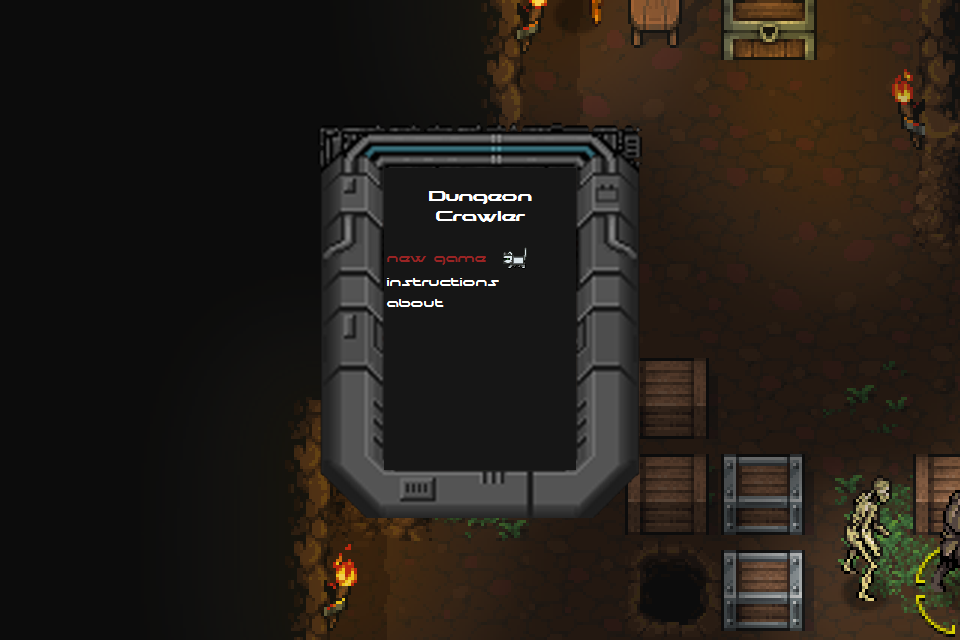 Dungeon
Crawler
new game
instructions
about